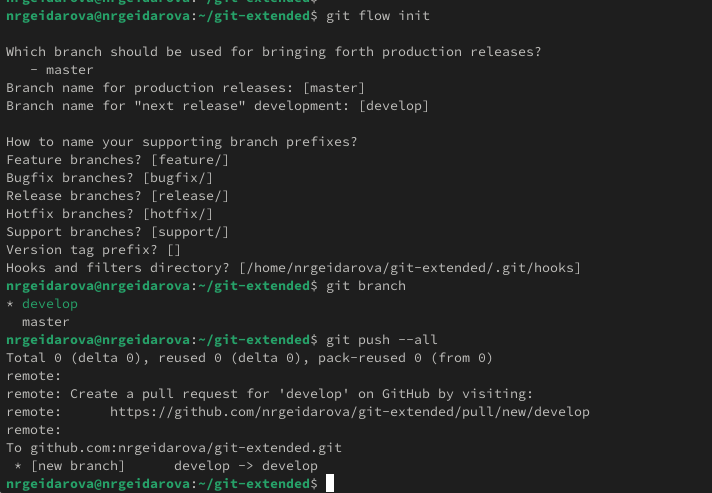 nrgeidarova@nrgeidarova:~/git-extended$ git flow init

Which branch should be used for bringing forth production releases?
   - master
Branch name for production releases: [master]
Branch name for "next release" development: [develop]

How to name your supporting branch prefixes?
Feature branches? [feature/]
Bugfix branches? [bugfix/]
Release branches? [release/]
Hotfix branches? [hotfix/]
Support branches? [support/]
Version tag prefix? []
Hooks and filters directory? [/home/nrgeidarova/git-extended/.git/hooks]
nrgeidarova@nrgeidarova:~/git-extended$ git branch
* develop
  master
nrgeidarova@nrgeidarova:~/git-extended$ git push --all
Total 0 (delta 0), reused 0 (delta 0), pack-reused 0 (from 0)
remote:
remote: Create a pull request for 'develop' on GitHub by visiting:
remote:      https://github.com/nrgeidarova/git-extended/pull/new/develop
remote:
To github.com:nrgeidarova/git-extended.git
 * [new branch]      develop -> develop
nrgeidarova@nrgeidarova:~/git-extended$